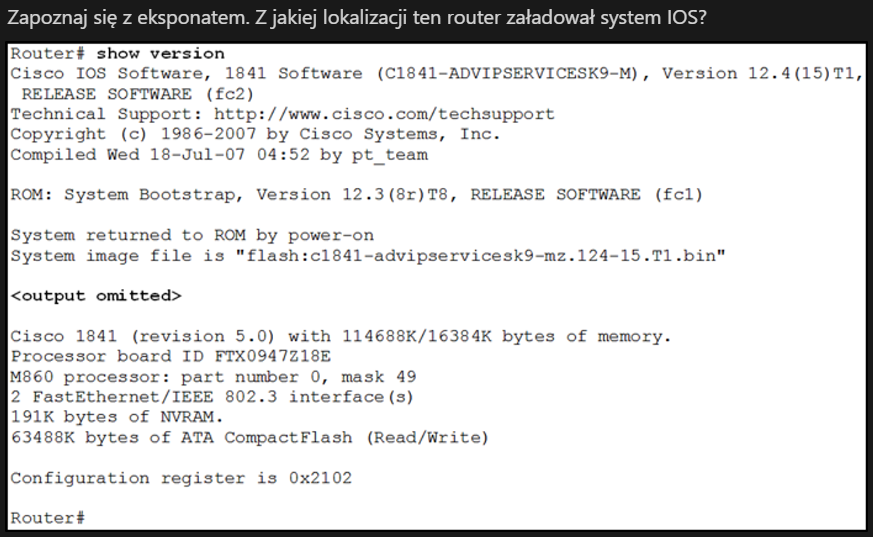 Zapoznaj się z eksponatem. Z jakiej lokalizacji ten router załadował system IOS?
Router# show version
Cisco IOS Software, 1841 Software (C1841-ADVIPSERVICESK9-M), Version 12.4(15)T1,
RELEASE SOFTWARE (fc2)
Technical Support: http://www.cisco.com/techsupport
Copyright (c) 1986-2007 by Cisco Systems, Inc.
Compiled Wed 18-Jul-07 04:52 by pt_team
ROM: System Bootstrap, Version 12.3(8r)T8, RELEASE SOFTWARE (fc1)
System returned to ROM by power-on
System image file is "flash:c1841-advipservicesk9-mz.124-15.T1.bin"
<output omitted>
Cisco 1841 (revision 5.0) with 114688K/16384K bytes of memory.
Processor board ID FTX0947Z18E
M860 processor: part number 0, mask 49
2 FastEthernet/IEEE 802.3 interface(s)
191K bytes of NVRAM.
63488K bytes of ATA CompactFlash (Read/Write)
Configuration register is 0x2102
Router#